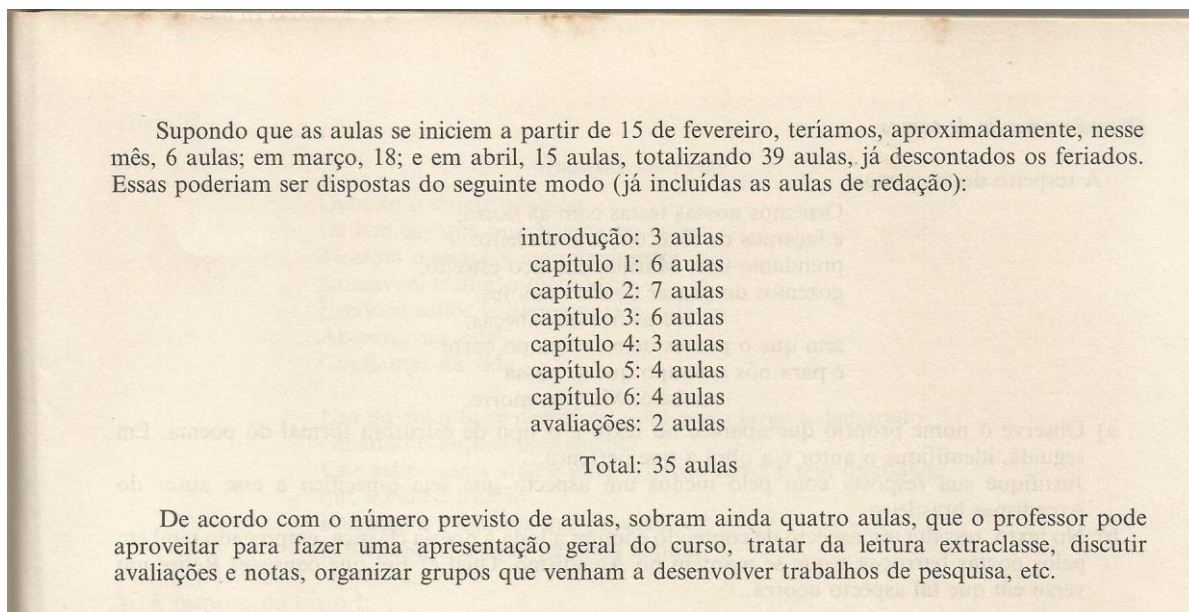 Supondo que as aulas se iniciem a partir de 15 de fevereiro, teríamos, aproximadamente, nesse
mês, 6 aulas; em março, 18; e em abril, 15 aulas, totalizando 39 aulas, já descontados os feriados.
Essas poderiam ser dispostas do seguinte modo (já incluídas as aulas de redação):
introdução: 3 aulas
capítulo 1: 6 aulas
capítulo 2: 7 aulas
capítulo 3: 6 aulas
capítulo 4: 3 aulas
capítulo 5: 4 aulas
capítulo 6: 4 aulas
avaliações: 2 aulas
Total: 35 aulas
De acordo com o número previsto de aulas, sobram ainda quatro aulas, que o professor pode
aproveitar para fazer uma apresentação geral do curso, tratar da leitura extraclasse, discutir
avaliações e notas, organizar grupos que venham a desenvolver trabalhos de pesquisa, etc.